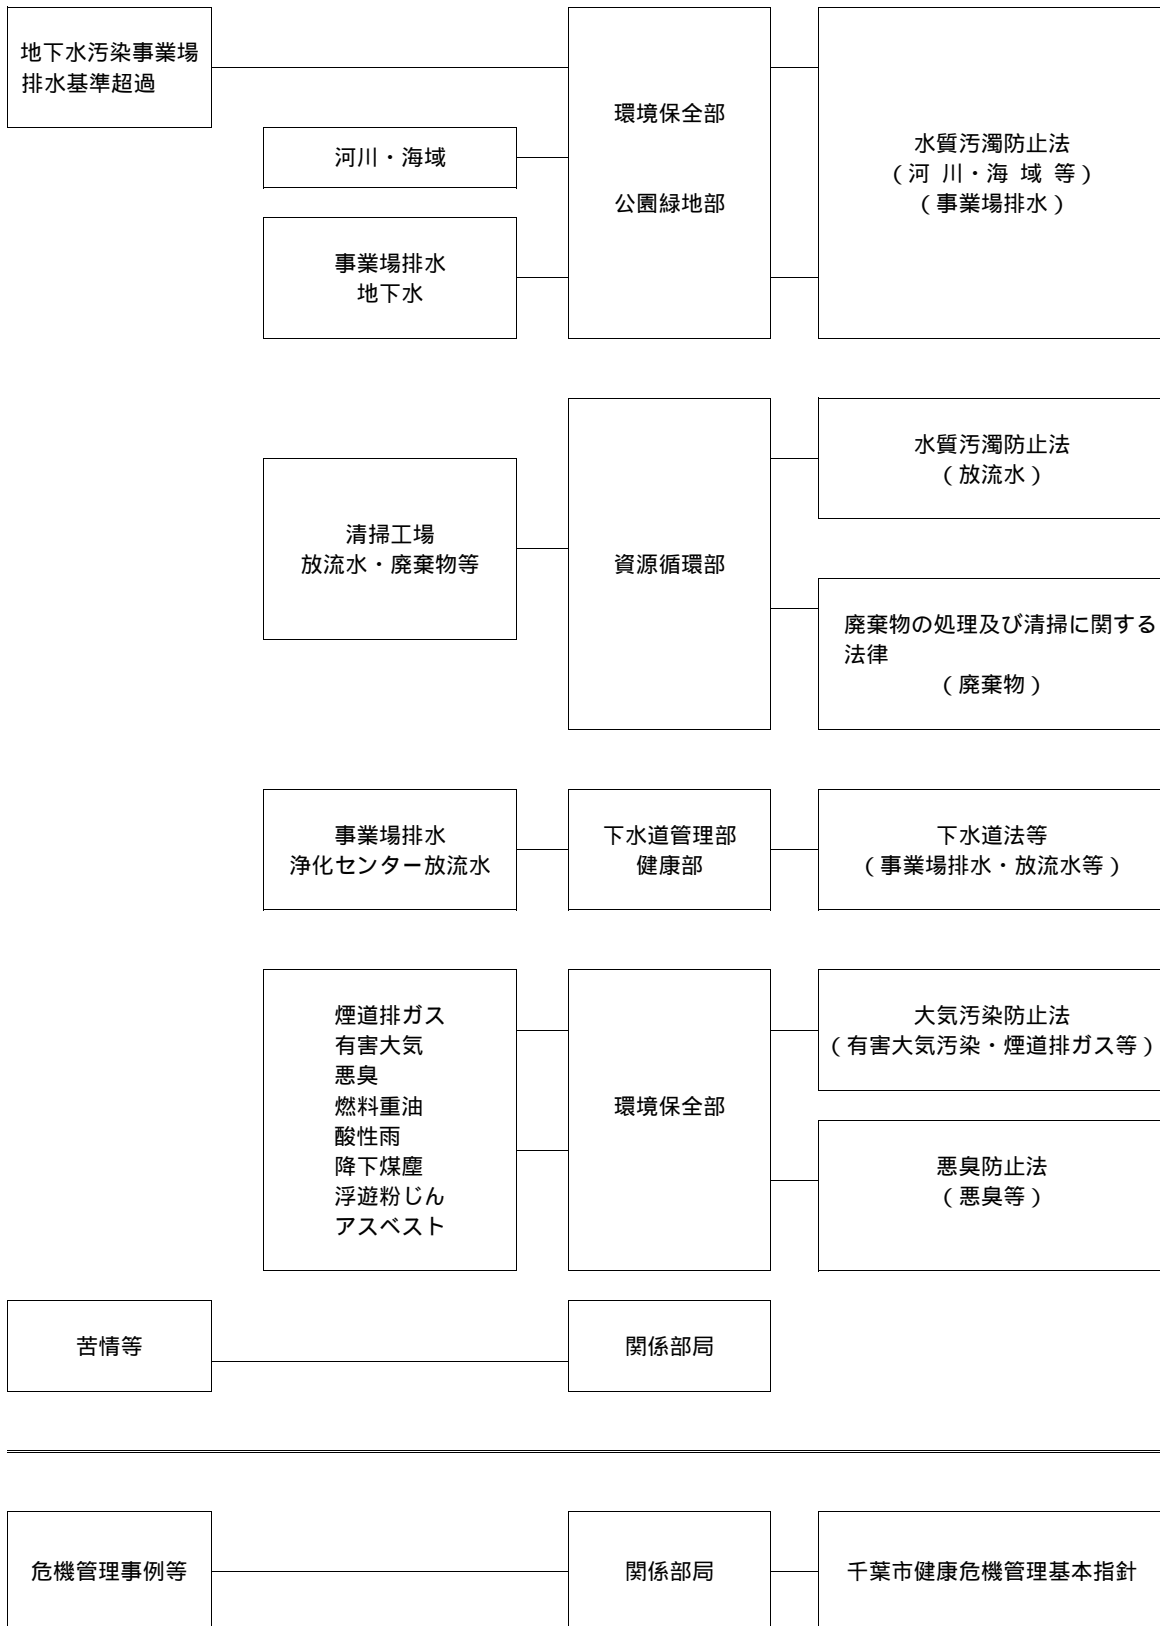 地下水汚染事業場
排水基準超過
河川・海域
事業場排水
地下水
環境保全部
公園緑地部
水質汚濁防止法
(河 川・海 域 等)
(事業場排水)
清掃工場
放流水・廃棄物等
資源循環部
水質汚濁防止法
(放流水)
廃棄物の処理及び清掃に関する
法律
(廃棄物)
事業場排水
浄化センター放流水
下水道管理部
健康部
下水道法等
(事業場排水・放流水等)
煙道排ガス
有害大気
悪臭
燃料重油
酸性雨
降下煤塵
浮遊粉じん
アスベスト
環境保全部
大気汚染防止法
(有害大気汚染・煙道排ガス等)
悪臭防止法
(悪臭等)
苦情等
関係部局
危機管理事例等
関係部局
千葉市健康危機管理基本指針